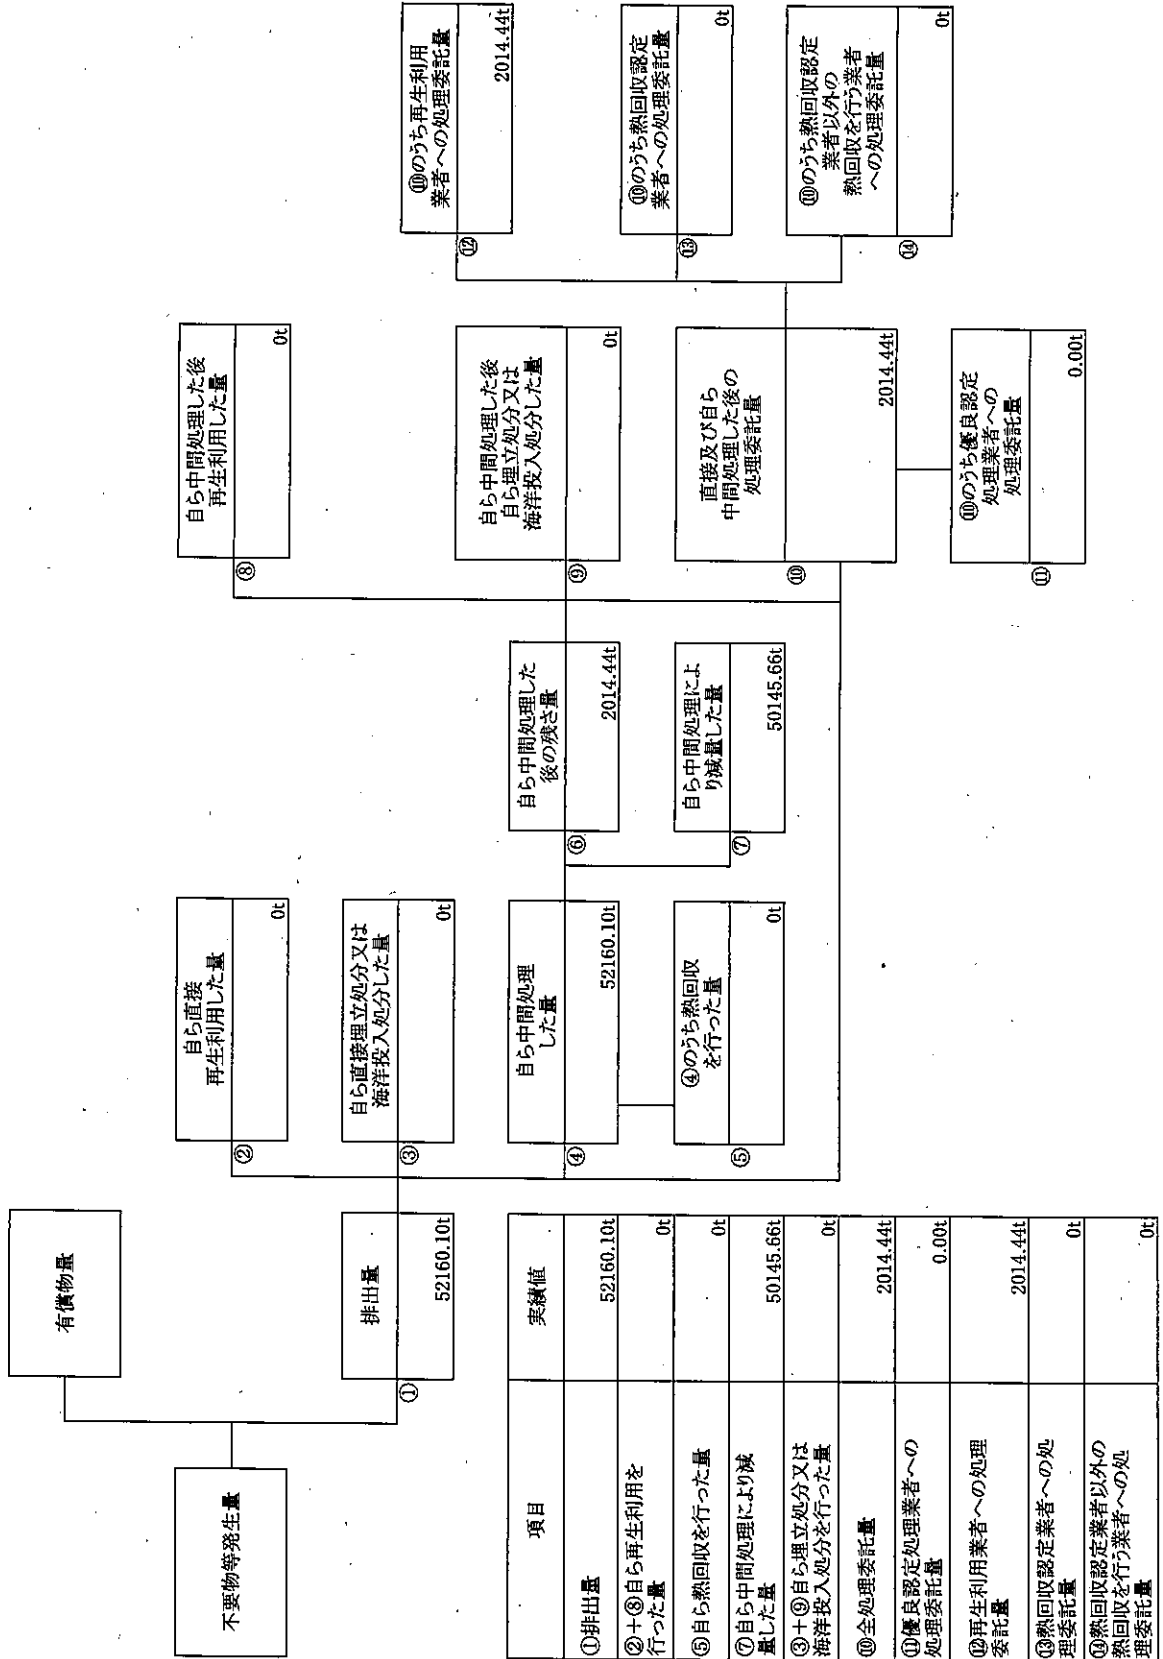 不要物等発生量
有償物量
排出量
①
52160.10t
自ら直接
再生利用した量
②
0t
自ら直接埋立処分又は
海洋投入処分した量
③
0t
自ら中間処理
した量
④
52160.10t
④のうち熱回収
を行った量
⑤
0t
自ら中間処理した
後の残さ量
⑥
2014.44t
自ら中間処理によ
り減量した量
⑦
50145.66t
自ら中間処理した後
再生利用した量
⑧
0t
自ら中間処理した後
自ら埋立処分又は
海洋投入処分した量
⑨
0t
直接及び自ら
中間処理した後の
処理委託量
⑩
2014.44t
⑩のうち優良認定
処理業者への
処理委託量
⑪
0.00t
⑩のうち再生利用
業者への処理委託量
⑫
2014.44t
⑩のうち熱回収認定
業者への処理委託量
⑬
0t
⑩のうち熱回収認定
業者以外の
熱回収を行う業者
への処理委託量
⑭
0t
項目 実績値
①排出量 52160.10t
②+⑧自ら再生利用を
行った量 0t
⑤自ら熱回収を行った量 0t
⑦自ら中間処理により減
量した量 50145.66t
③+⑨自ら埋立処分又は
海洋投入処分を行った量 0t
⑩全処理委託量 2014.44t
⑪優良認定処理業者への
処理委託量 0.00t
⑫再生利用業者への処理
委託量 2014.44t
⑬熱回収認定業者への処
理委託量 0t
⑭熱回収認定業者以外の
熱回収を行う業者への処
理委託量 0t